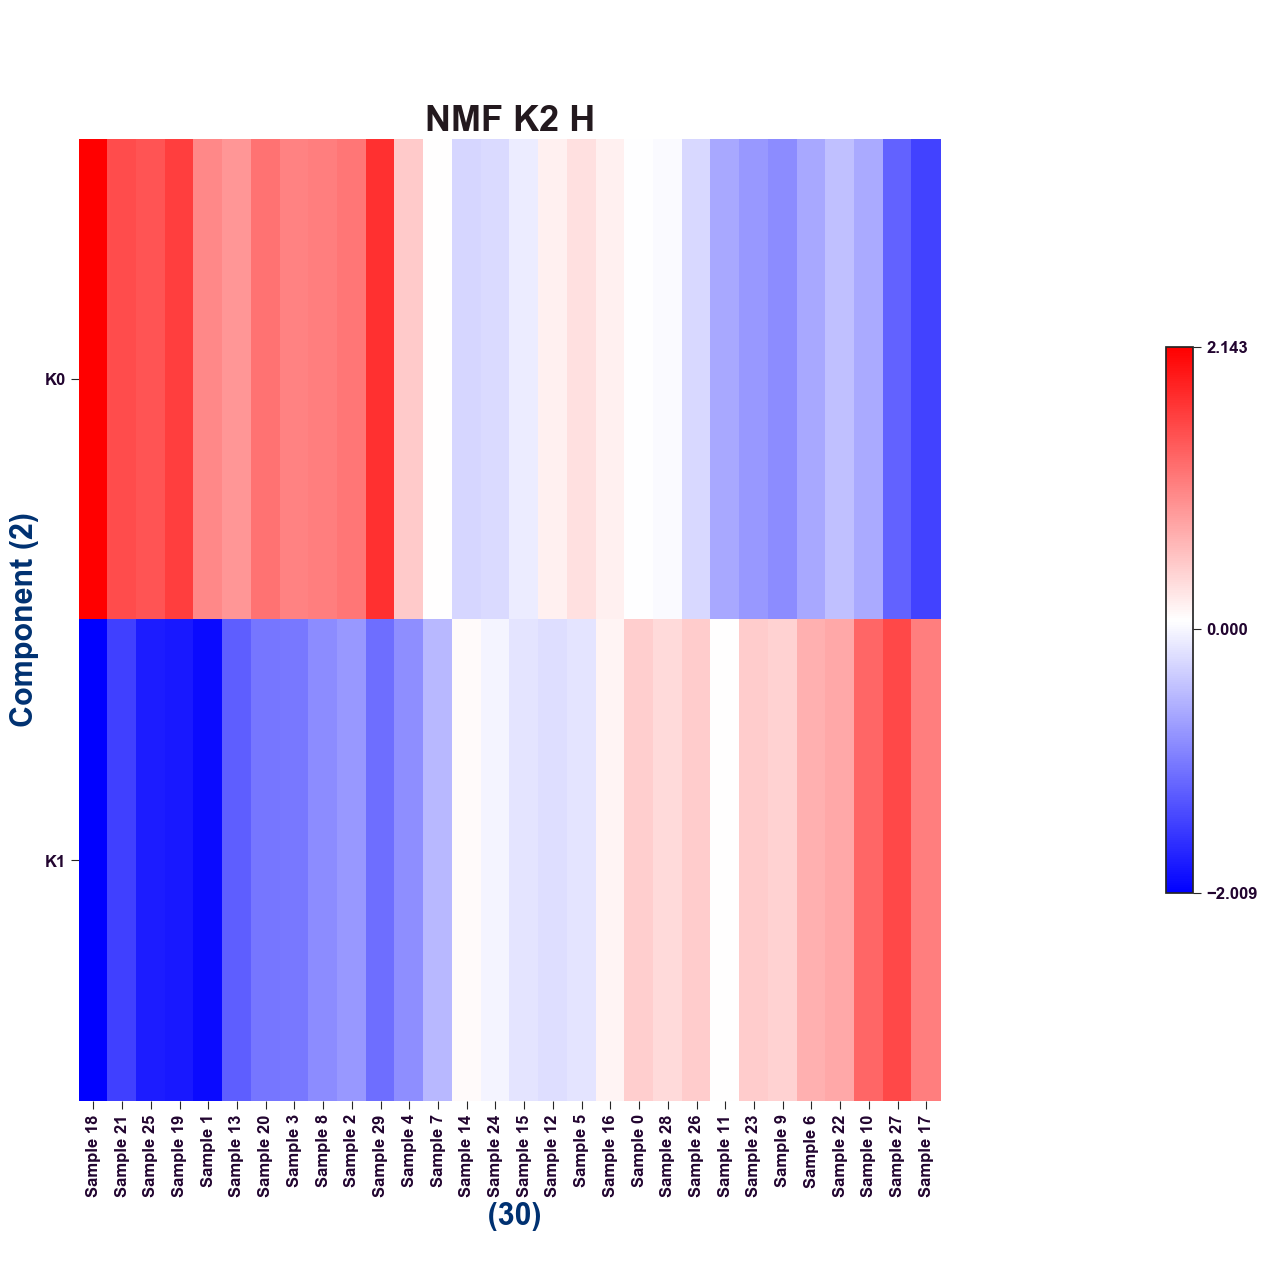 NMF K2 H
K0
K1
Component (2)
Sample 18
Sample 21
Sample 25
Sample 19
Sample 1
Sample 13
Sample 20
Sample 3
Sample 8
Sample 2
Sample 29
Sample 4
Sample 7
Sample 14
Sample 24
Sample 15
Sample 12
Sample 5
Sample 16
Sample 0
Sample 28
Sample 26
Sample 11
Sample 23
Sample 9
Sample 6
Sample 22
Sample 10
Sample 27
Sample 17
(30)
2.143
0.000
−2.009